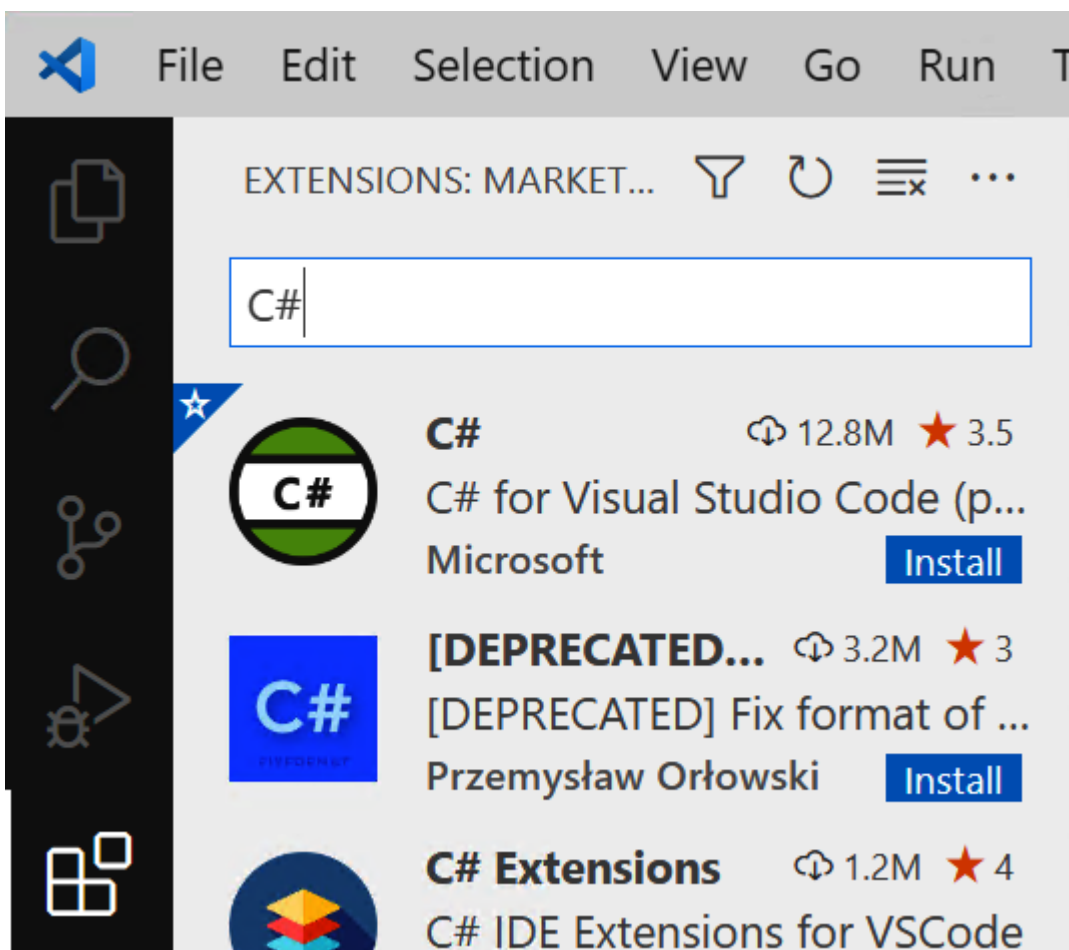 File Edit Selection View Go Run
EXTENSIONS: MARKET...
C#
C# 12.8M 3.5
C#
C# for Visual Studio Code (p...
Microsoft Install
[DEPRECATED... 3.2M 3
C#
[DEPRECATED] Fix format of ...
Przemysław Orłowski Install
C# Extensions 1.2M 4
C# IDE Extensions for VSCode